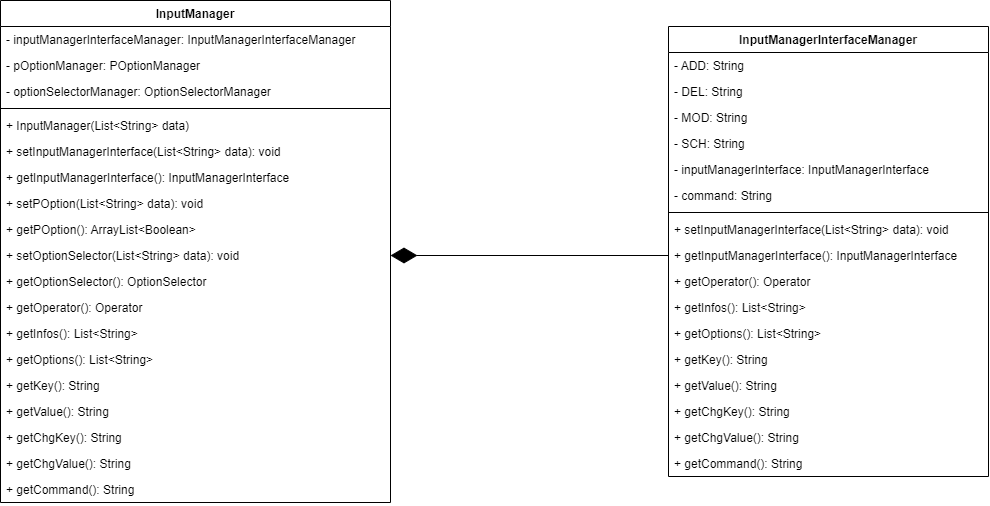 InputManager
- inputManagerInterfaceManager: InputManagerInterfaceManager
- pOptionManager: POptionManager
- optionSelectorManager: OptionSelectorManager
+ InputManager(List<String> data)
+ setInputManagerInterface(List<String> data): void
+ getInputManagerInterface(): InputManagerInterface
+ setPOption(List<String> data): void
+ getPOption(): ArrayList<Boolean>
+ setOptionSelector(List<String> data): void
+ getOptionSelector(): OptionSelector
+ getOperator(): Operator
+ getInfos(): List<String>
+ getOptions(): List<String>
+ getKey(): String
+ getValue(): String
+ getChgKey(): String
+ getChgValue(): String
+ getCommand(): String
InputManagerInterfaceManager
- ADD: String
- DEL: String
- MOD: String
- SCH: String
- inputManagerInterface: InputManagerInterface
- command: String
+ setInputManagerInterface(List<String> data): void
+ getInputManagerInterface(): InputManagerInterface
+ getOperator(): Operator
+ getInfos(): List<String>
+ getOptions(): List<String>
+ getKey(): String
+ getValue(): String
+ getChgKey(): String
+ getChgValue(): String
+ getCommand(): String